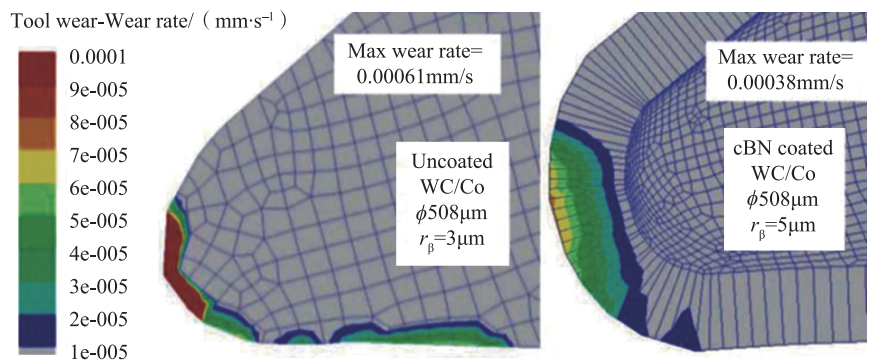 Tool wear-Wear rate/（mm·s⁻¹）
0.0001
9e-005
8e-005
7e-005
6e-005
5e-005
4e-005
3e-005
2e-005
1e-005
Max wear rate=
0.00061mm/s
Uncoated
WC/Co
ϕ508μm
rᵦ=3μm
Max wear rate=
0.00038mm/s
cBN coated
WC/Co
ϕ508μm
rᵦ=5μm